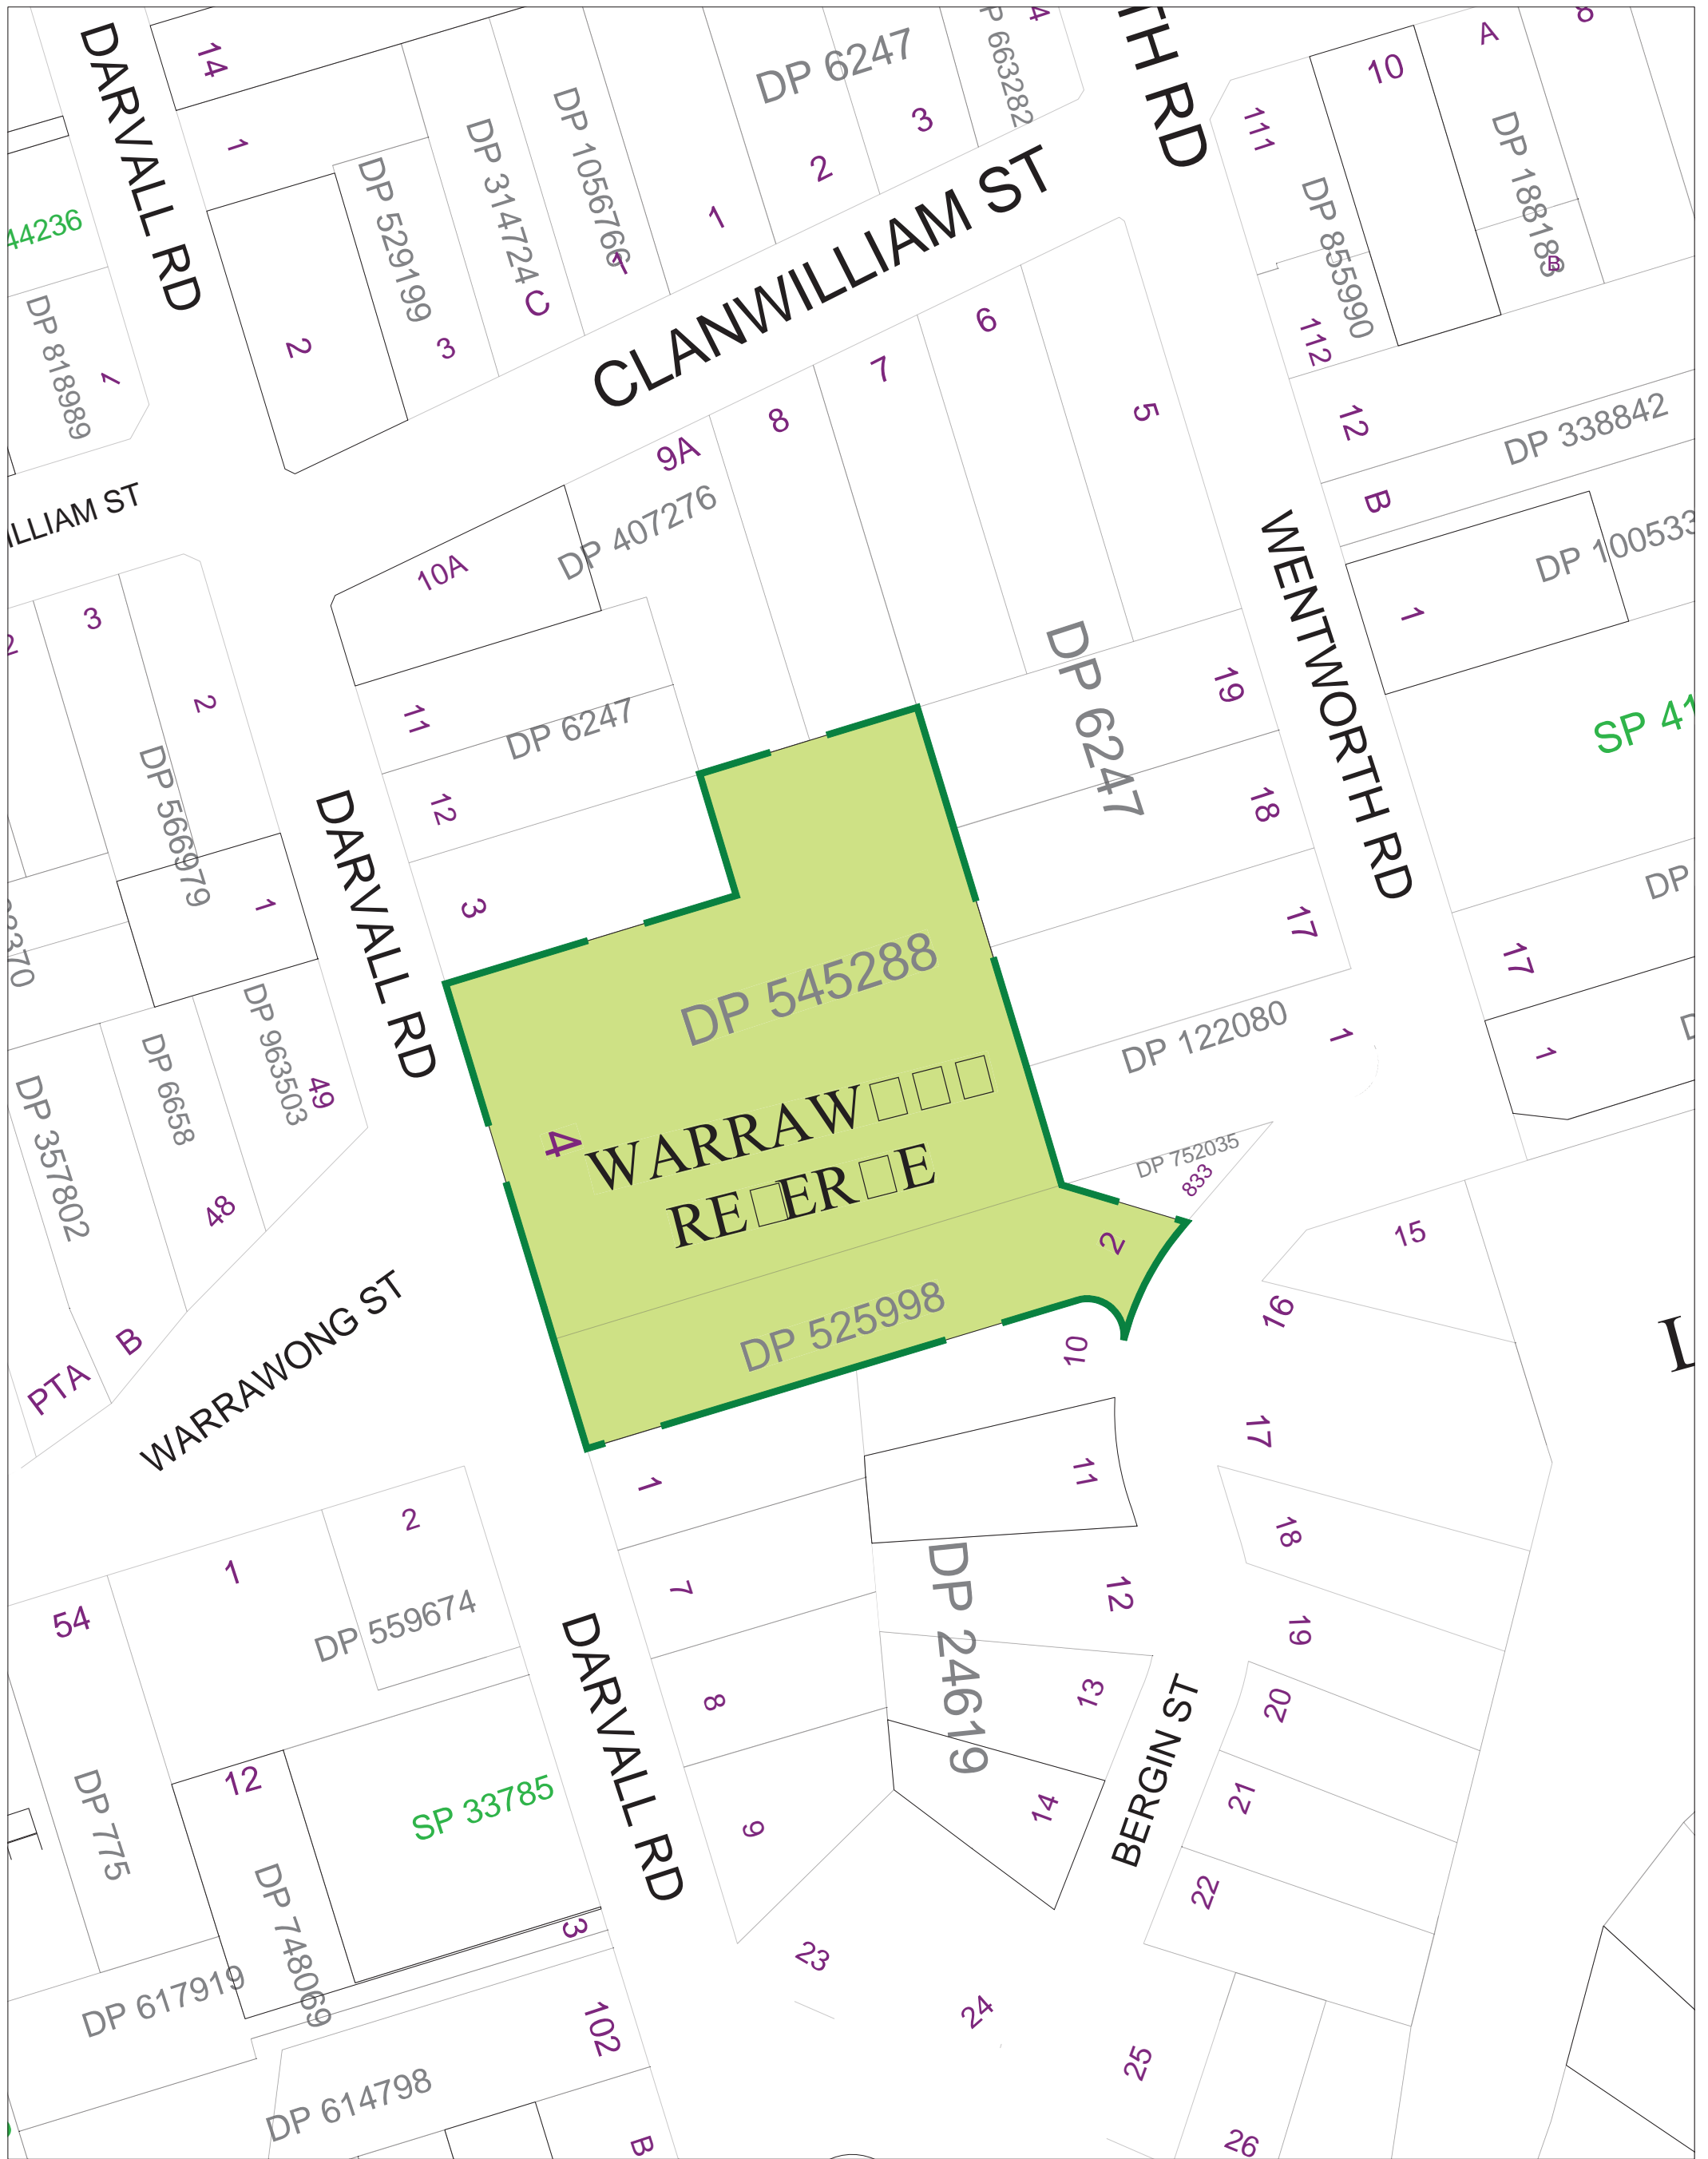 DARVALL RD
14
1
DP 6247
3
2
1
4
P 663282
TH RD
10
A
8
111
DP 188183
B
DP 855990
112
44236
DP 818989
1
2
DP 529199
3
DP 314724
C
DP 1056766
1
CLANWILLIAM ST
6
7
8
9A
5
12
DP 338842
B
DP 100533
1
ILLIAM ST
10A
DP 407276
WENTWORTH RD
2
3
2
11
DP 6247
DP 6247
19
SP 41
12
18
DP 566979
1
DARVALL RD
3
17
DP
17
3370
DP 545288
DP 122080
1
1
D
DP 963503
49
DP 6658
DP 357802
48
4
WARRAW□□□
RE□ER□E
DP 752035
833
2
15
16
L
DP 525998
10
B
PTA
WARRAWONG ST
17
1
11
18
2
1
54
7
DP 24619
12
19
DP 559674
DARVALL RD
8
13
20
BERGIN ST
12
SP 33785
DP 775
9
14
21
22
DP 748069
3
23
24
DP 617919
102
25
DP 614798
B
26